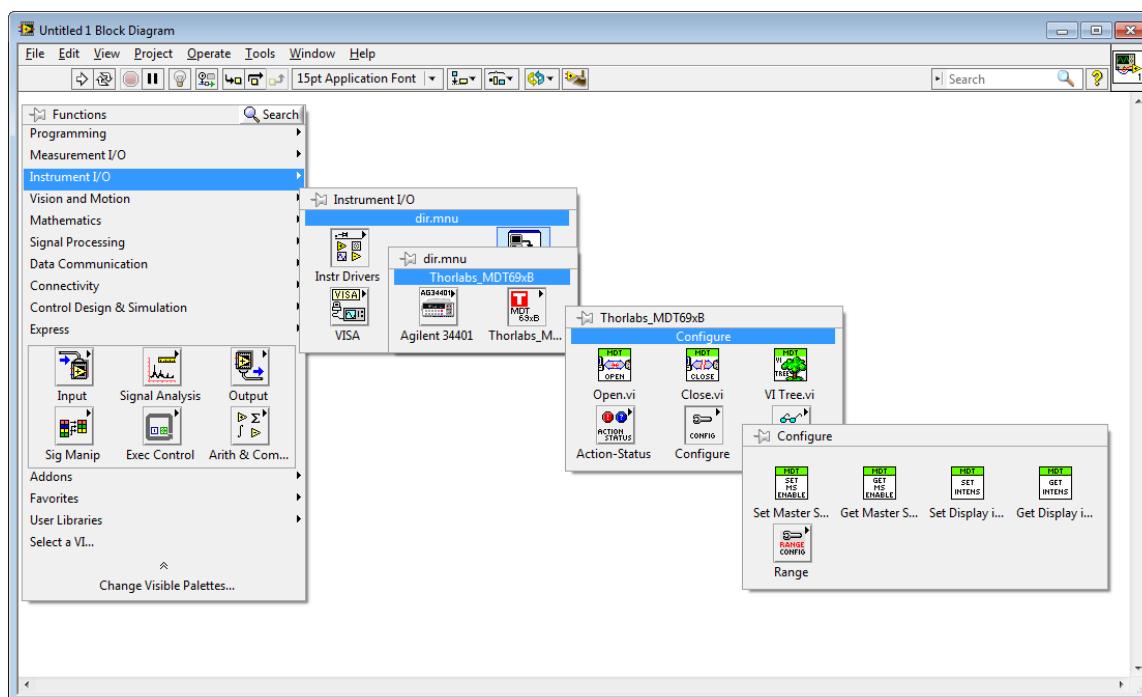 Untitled 1 Block Diagram
File Edit View Project Operate Tools Window Help
15pt Application Font
Search
?
1
Functions Search
Programming
Measurement I/O
Instrument I/O
Vision and Motion
Mathematics
Signal Processing
Data Communication
Connectivity
Control Design & Simulation
Express
Input Signal Analysis Output
Sig Manip Exec Control Arith & Com...
Addons
Favorites
User Libraries
Select a VI...
Change Visible Palettes...
Instrument I/O
dir.mnu
Instr Drivers
VISA
VISA
dir.mnu
Thorlabs_MDT69xB
AG34401 T MDT 69xB
Agilent 34401 Thorlabs_M...
Thorlabs_MDT69xB
Configure
MDT OPEN MDT CLOSE MDT VI TREE
Open.vi Close.vi VI Tree.vi
ACTION STATUS CONFIG
Action-Status Configure
Configure
MDT SET MS ENABLE MDT GET MS ENABLE MDT SET INTENS MDT GET INTENS
Set Master S... Get Master S... Set Display i... Get Display i...
RANGE CONFIG
Range